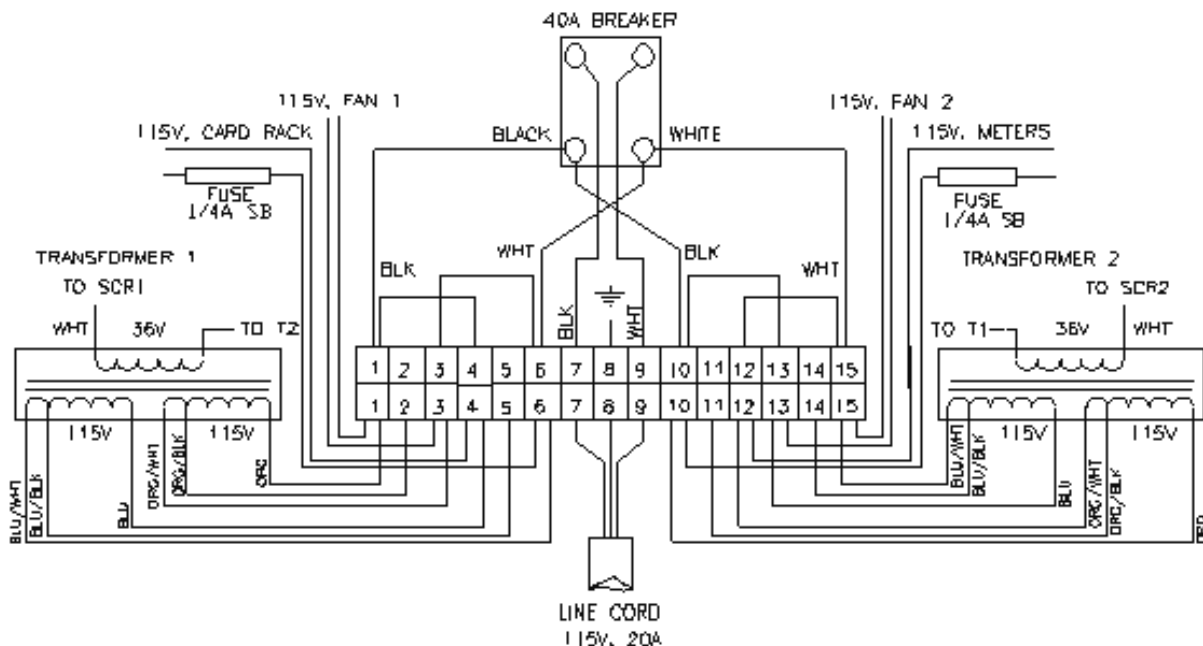 40A BREAKER
115V, FAN 1
115V, FAN 2
115V, CARD RACK
BLACK
WHITE
115V, METERS
FUSE
1/4A SB
FUSE
1/4A SB
TRANSFORMER 1
WHT
BLK
WHT
TRANSFORMER 2
TO SCR1
BLK
BLK
WHT
TO SCR2
WHT
36V
TO T2
TO T1
36V
WHT
1 2 3 4 5 6 7 8 9 10 11 12 13 14 15
1 2 3 4 5 6 7 8 9 10 11 12 13 14 15
115V
115V
115V
115V
BLU/WHT
BLU/BLK
BLU
ORG/WHT
ORG/BLK
ORG
BLU/WHT
BLU/BLK
BLU
ORG/WHT
ORG/BLK
ORG
LINE CORD
115V, 20A